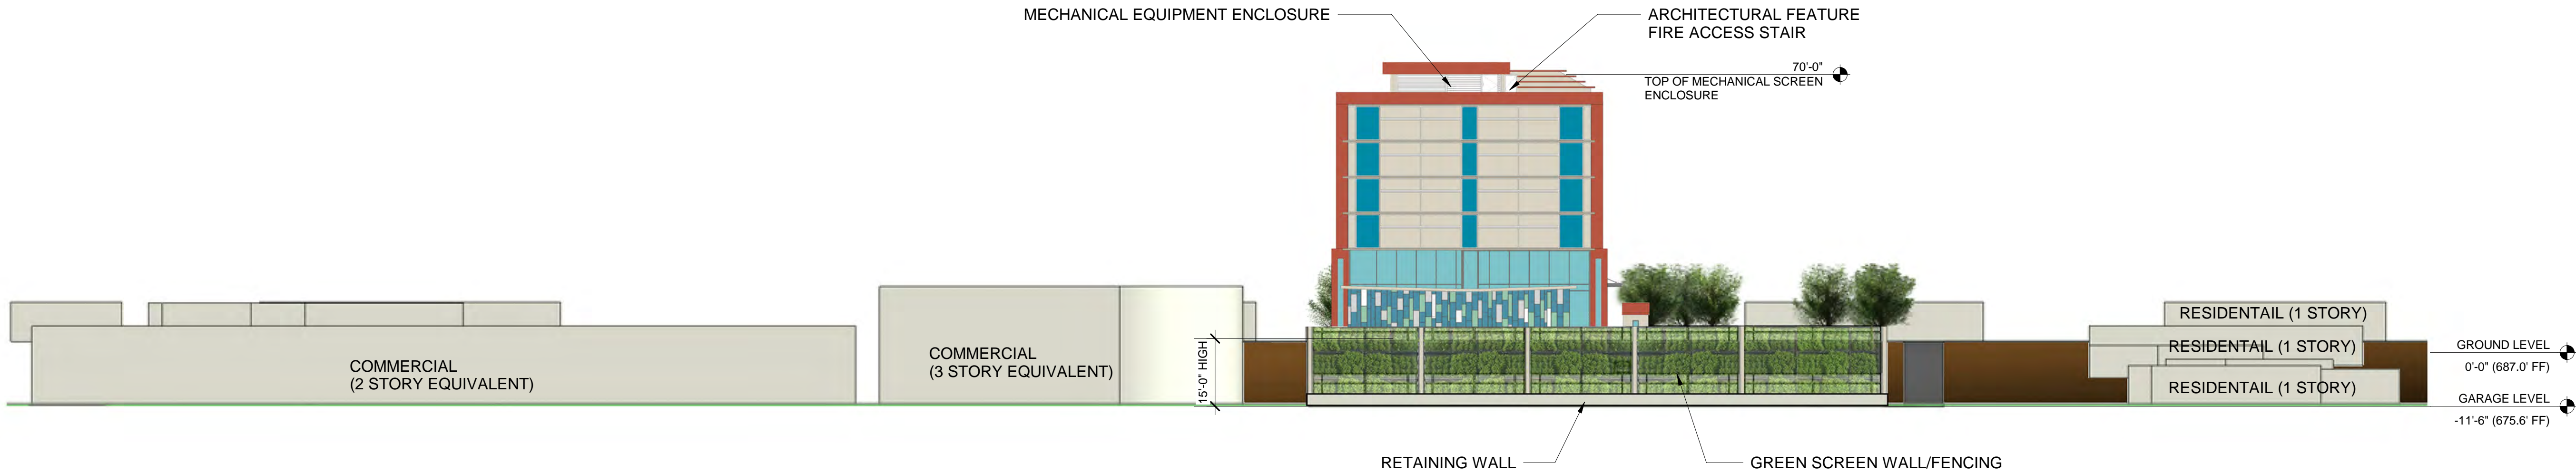 MECHANICAL EQUIPMENT ENCLOSURE
ARCHITECTURAL FEATURE
FIRE ACCESS STAIR
70'-0"
TOP OF MECHANICAL SCREEN
ENCLOSURE
COMMERCIAL
(2 STORY EQUIVALENT)
COMMERCIAL
(3 STORY EQUIVALENT)
15'-0" HIGH
RESIDENTAIL (1 STORY)
RESIDENTAIL (1 STORY)
RESIDENTAIL (1 STORY)
GROUND LEVEL
0'-0" (687.0' FF)
GARAGE LEVEL
-11'-6" (675.6' FF)
RETAINING WALL
GREEN SCREEN WALL/FENCING